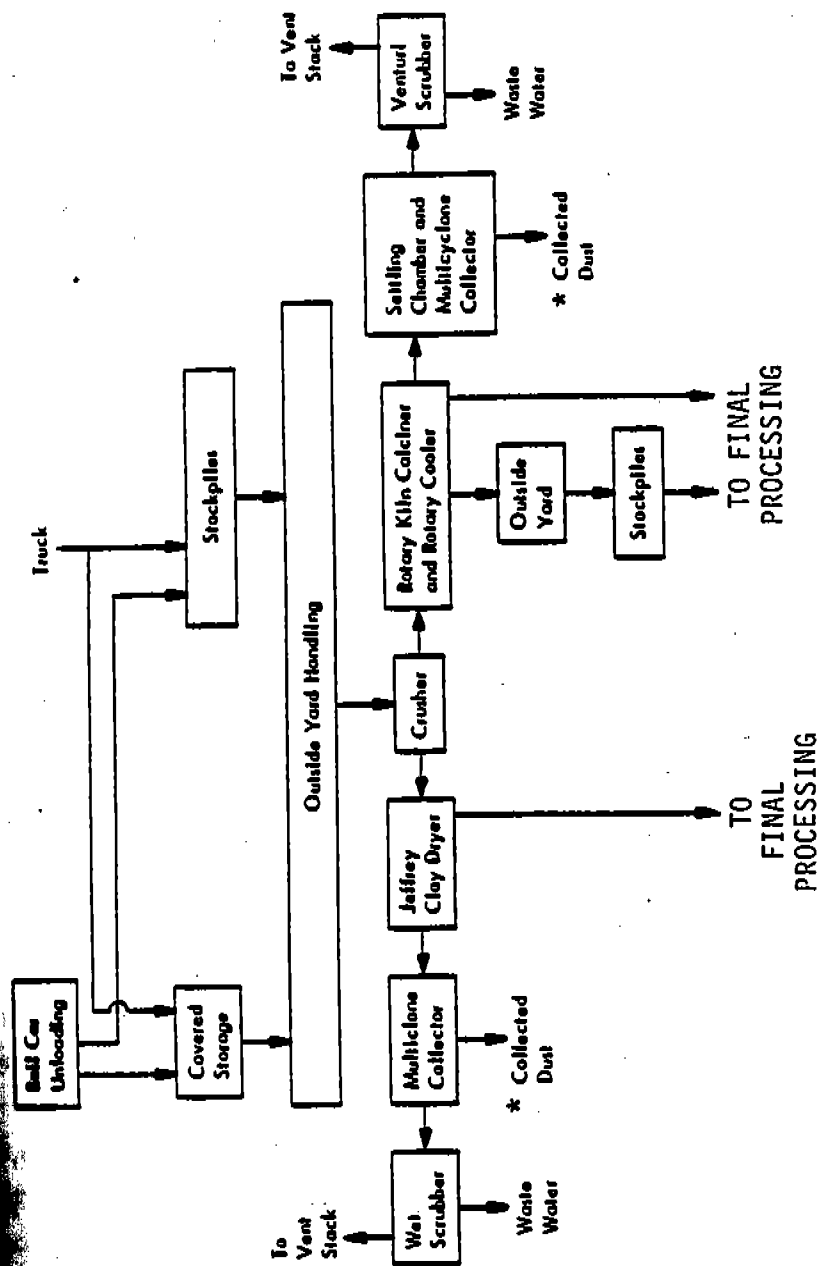 Rail Car
Unloading
Truck
Covered
Storage
Stockpiles
Outside Yard Handling
To
Vent
Stack
Wet
Scrubber
Waste
Water
Multiclone
Collector
* Collected
Dust
Jeffrey
Clay Dryer
TO
FINAL
PROCESSING
Crusher
Rotary Kiln Calciner
and Rotary Cooler
Outside
Yard
Stockpiles
TO FINAL
PROCESSING
Settling
Chamber and
Multicyclone
Collector
* Collected
Dust
Venturi
Scrubber
To Vent
Stack
Waste
Water